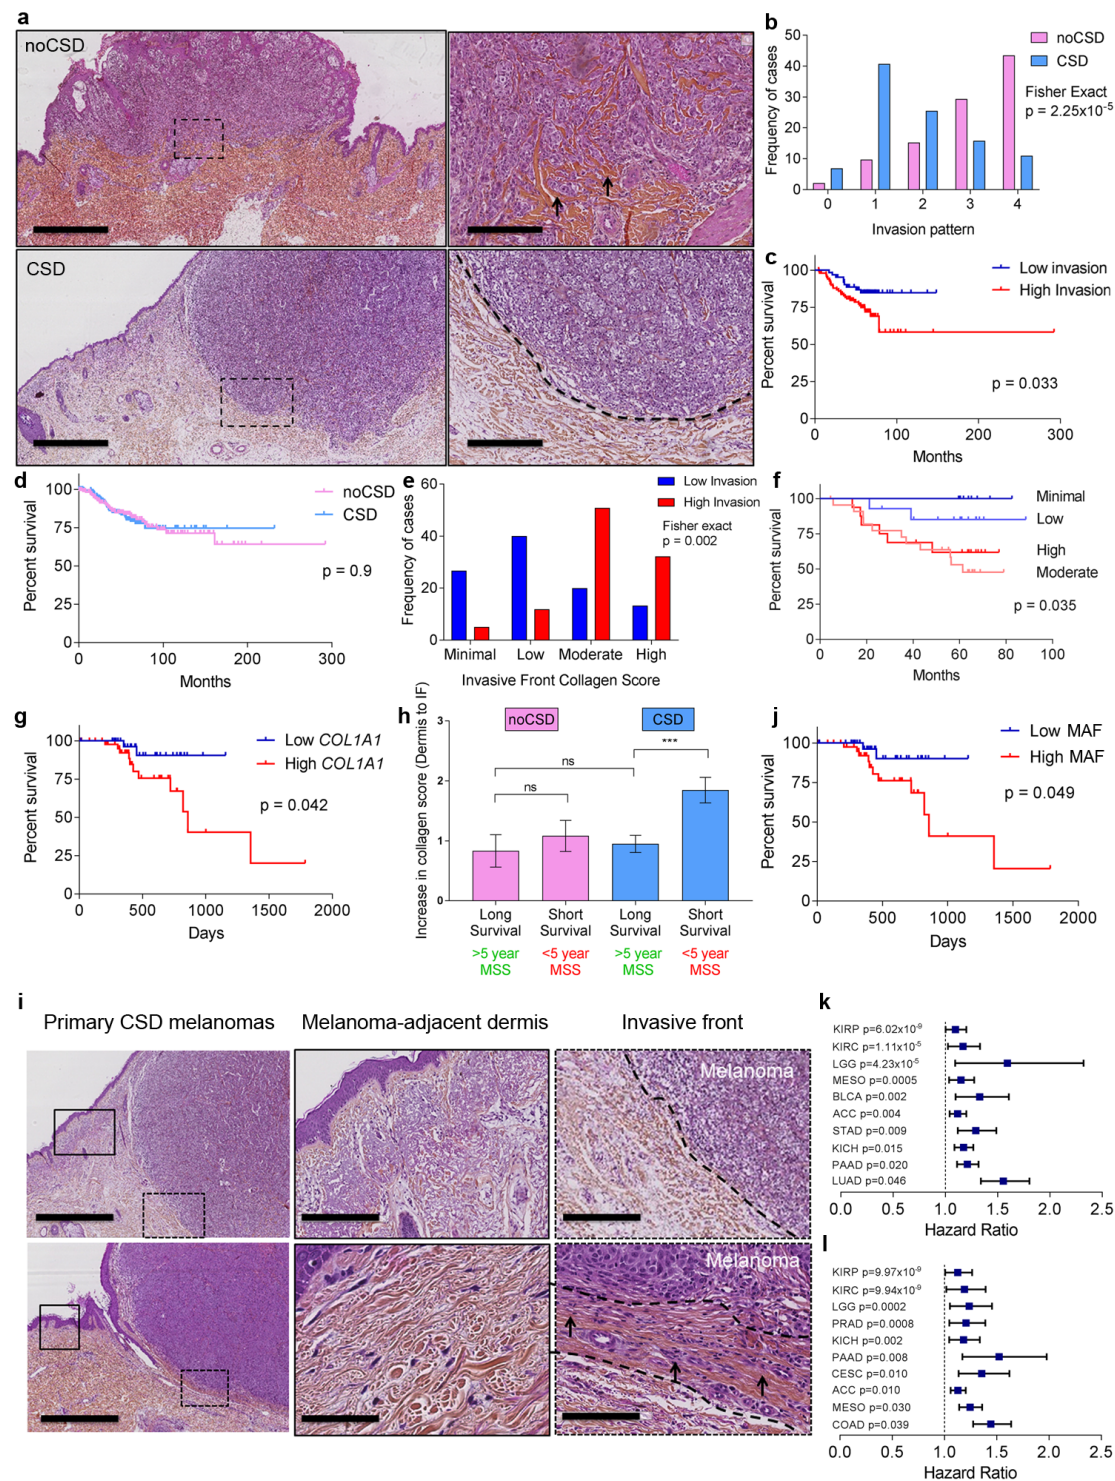 a
noCSD
CSD
b
50
40
30
20
10
0
Frequency of cases
0 1 2 3 4
Invasion pattern
noCSD
CSD
Fisher Exact
p = 2.25x10⁻⁵
c
100
75
50
25
0
Percent survival
0 100 200 300
Months
Low invasion
High Invasion
p = 0.033
d
100
75
50
25
0
Percent survival
0 100 200 300
Months
noCSD
CSD
p = 0.9
e
60
40
20
0
Frequency of cases
Minimal Low Moderate High
Invasive Front Collagen Score
Low Invasion
High Invasion
Fisher exact
p = 0.002
f
100
75
50
25
0
Percent survival
0 20 40 60 80 100
Months
Minimal
Low
High
Moderate
p = 0.035
g
100
75
50
25
0
Percent survival
0 500 1000 1500 2000
Days
Low COL1A1
High COL1A1
p = 0.042
h
3
2
1
0
Increase in collagen score (Dermis to IF)
noCSD
CSD
***
ns
ns
Long Survival
Short Survival
Long Survival
Short Survival
>5 year MSS
<5 year MSS
>5 year MSS
<5 year MSS
j
100
75
50
25
0
Percent survival
0 500 1000 1500 2000
Days
Low MAF
High MAF
p = 0.049
i
Primary CSD melanomas
Melanoma-adjacent dermis
Invasive front
Melanoma
Melanoma
k
KIRP p=6.02x10⁻⁹
KIRC p=1.11x10⁻⁵
LGG p=4.23x10⁻⁵
MESO p=0.0005
BLCA p=0.002
ACC p=0.004
STAD p=0.009
KICH p=0.015
PAAD p=0.020
LUAD p=0.046
0.0 0.5 1.0 1.5 2.0 2.5
Hazard Ratio
l
KIRP p=9.97x10⁻⁹
KIRC p=9.94x10⁻⁹
LGG p=0.0002
PRAD p=0.0008
KICH p=0.002
PAAD p=0.008
CESC p=0.010
ACC p=0.010
MESO p=0.030
COAD p=0.039
0.0 0.5 1.0 1.5 2.0 2.5
Hazard Ratio